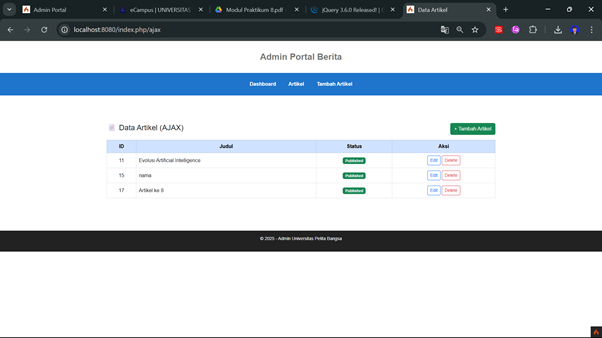 Admin Portal
eCampus | UNIVERSITAS
Modul Praktikum 8.pdf -
jQuery 3.6.0 Released! | O
Data Artikel
localhost:8080/index.php/ajax
Admin Portal Berita
Dashboard Artikel Tambah Artikel
Data Artikel (AJAX)
+ Tambah Artikel
ID Judul Status Aksi
11 Evolusi Artificial Intelligence Published Edit Delete
15 nama Published Edit Delete
17 Artikel ke 8 Published Edit Delete
© 2025 - Admin Universitas Pelita Bangsa